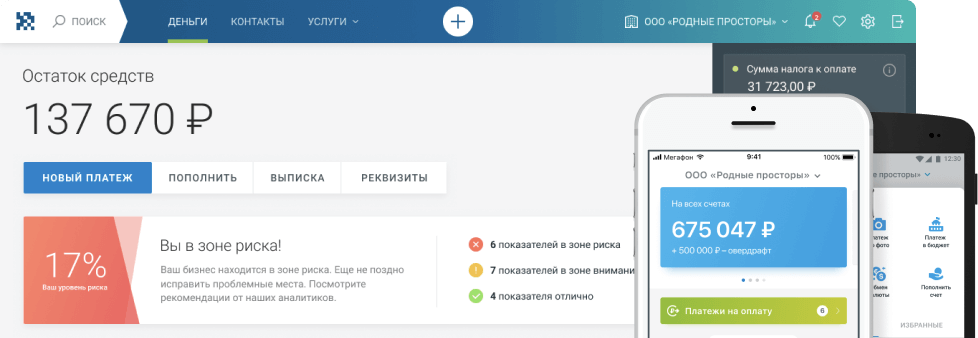 ПОИСК
ДЕНЬГИ КОНТАКТЫ УСЛУГИ
ООО «РОДНЫЕ ПРОСТОРЫ»
2
Остаток средств
137 670 ₽
НОВЫЙ ПЛАТЕЖ ПОПОЛНИТЬ ВЫПИСКА РЕКВИЗИТЫ
17%
Ваш уровень риска
Вы в зоне риска!
Ваш бизнес находится в зоне риска. Еще не поздно
исправить проблемные места. Посмотрите
рекомендации от наших аналитиков.
6 показателей в зоне риска
7 показателей в зоне внимани
4 показателя отлично
Сумма налога к оплате
31 723,00 ₽
Мегафон 9:41 100%
ООО «Родные просторы»
На всех счетах
675 047 ₽
+ 500 000 ₽ – овердрафт
Платежи на оплату 6
12:30
ые просторы»
Платеж
в бюджет
Пополнить
счет
ИЗБРАННЫЕ